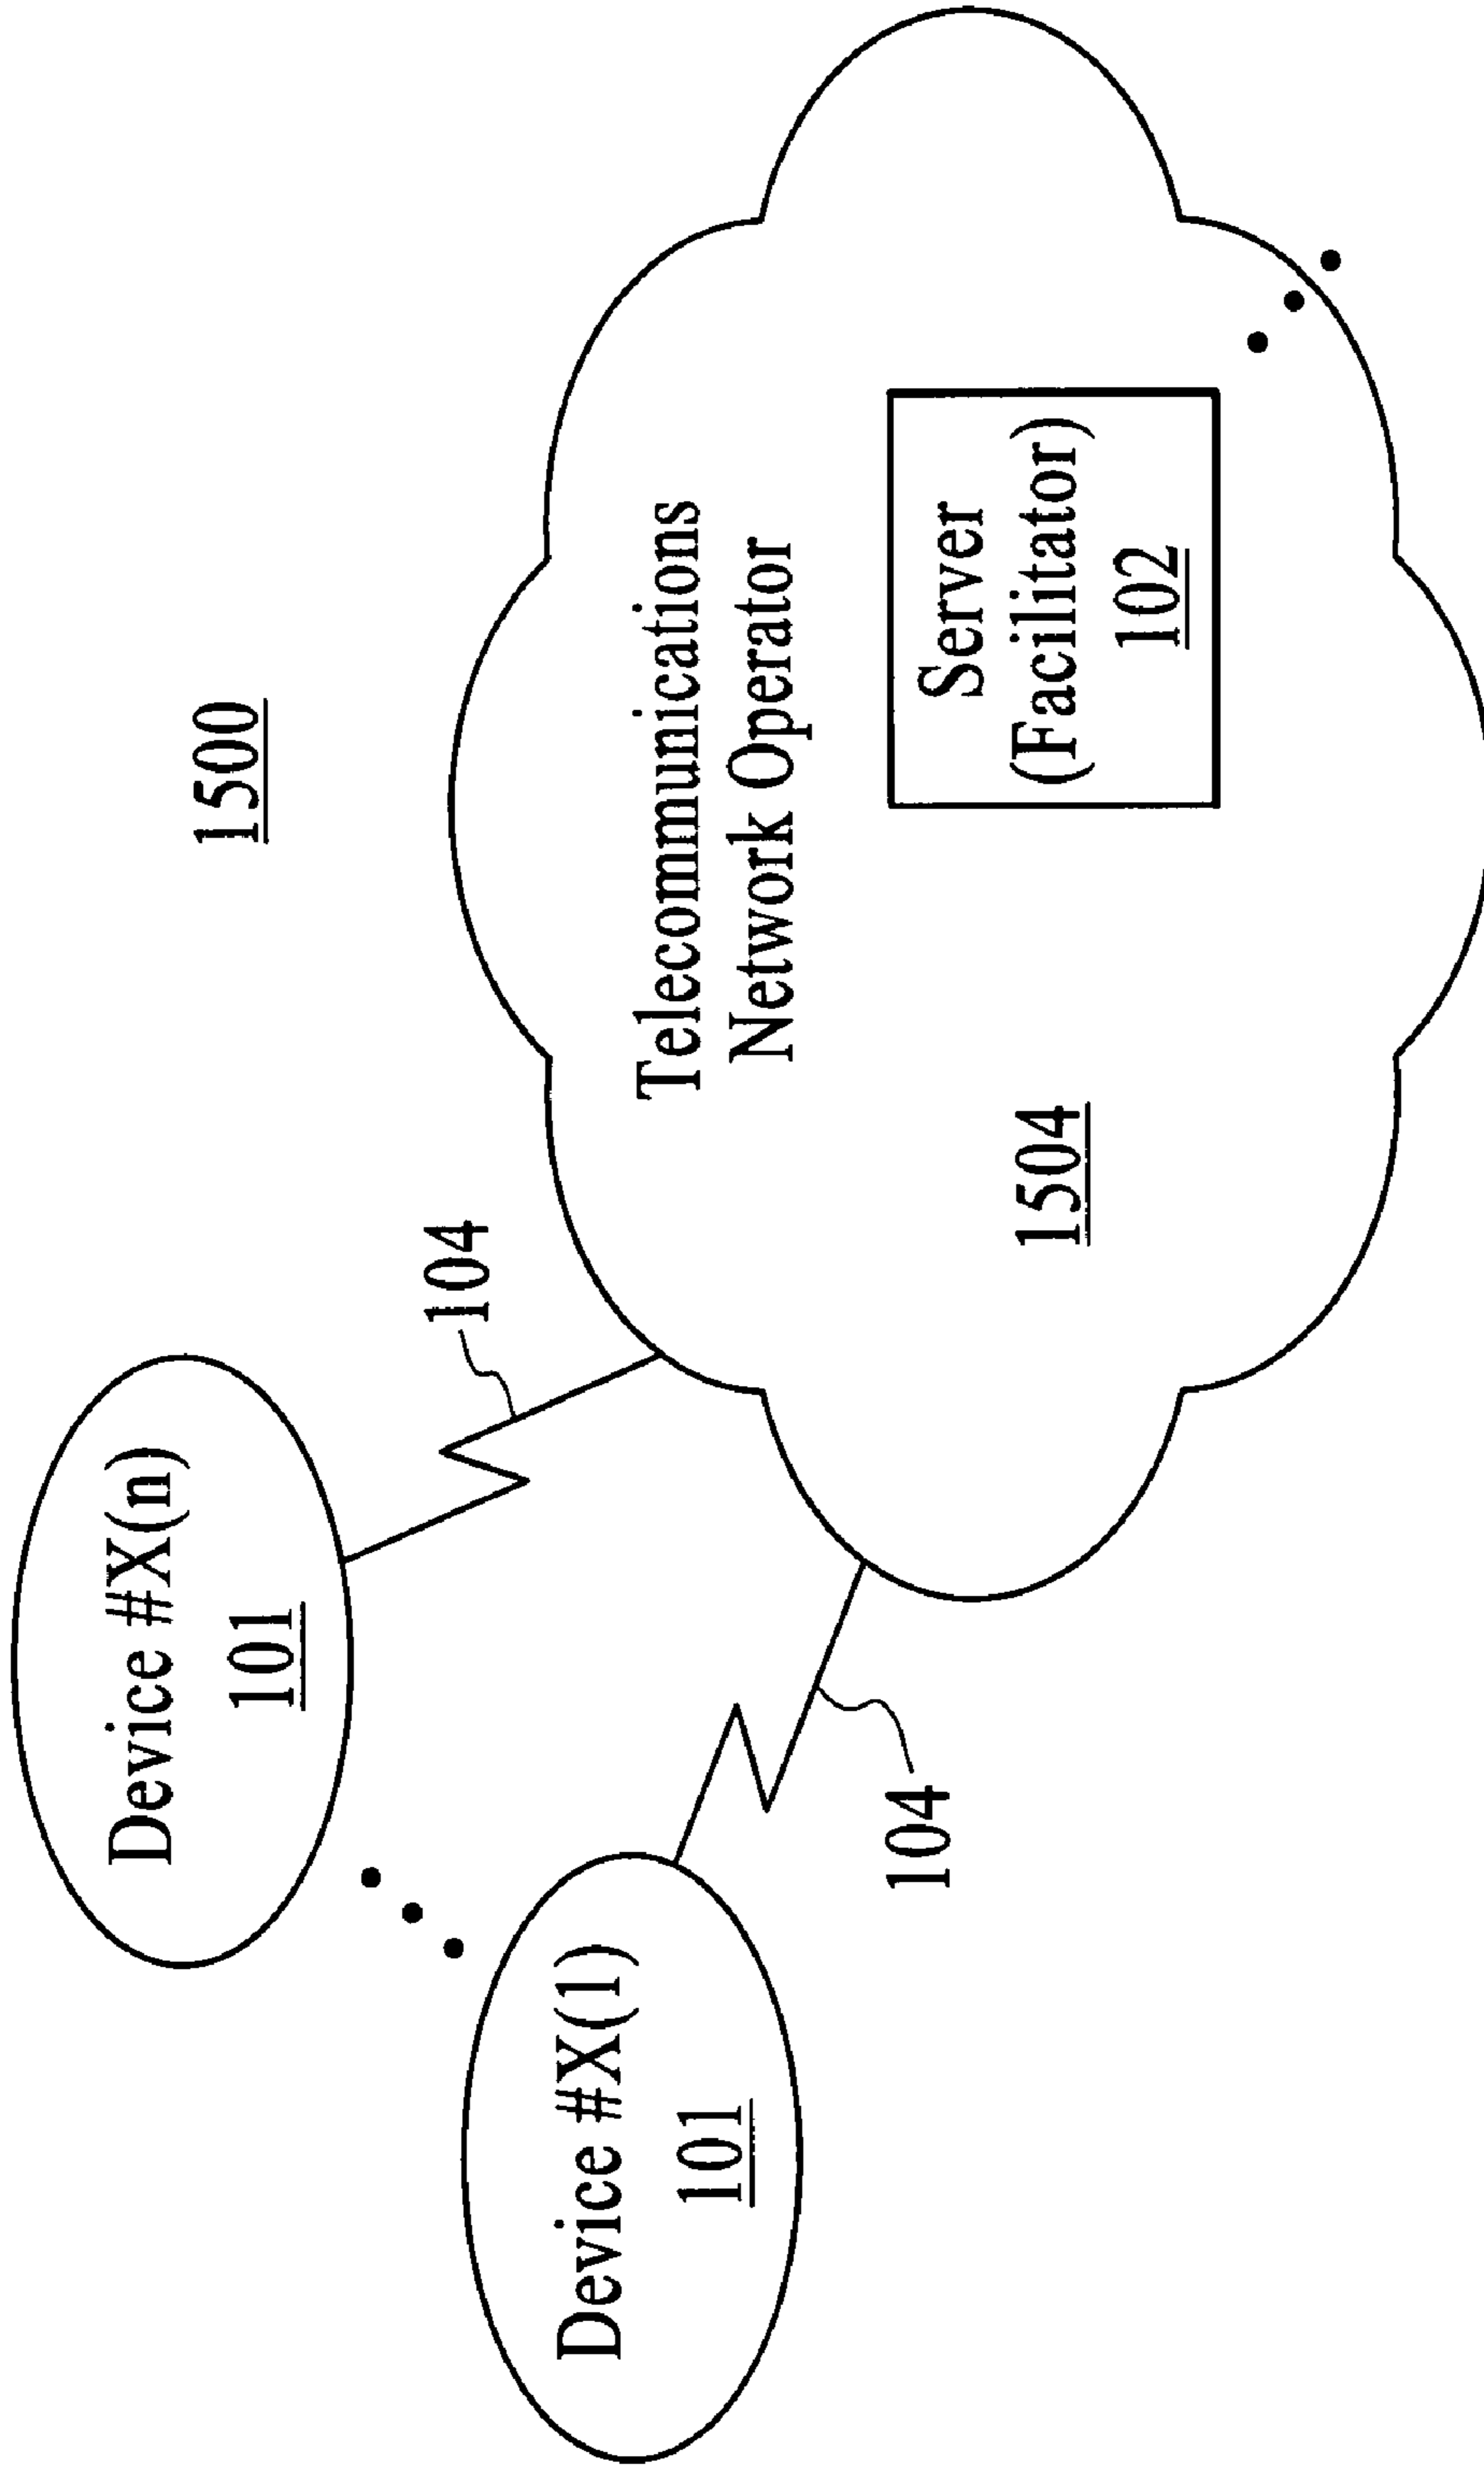 1500
Device #X(n)
101
104
Device #X(1)
101
104
Telecommunications
Network Operator
1504
Server
(Facilitator)
102